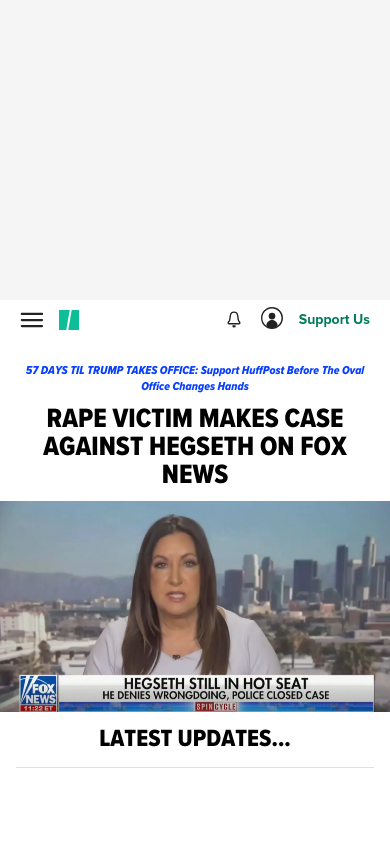 Support Us
57 DAYS TIL TRUMP TAKES OFFICE: Support HuffPost Before The Oval
Office Changes Hands
RAPE VICTIM MAKES CASE
AGAINST HEGSETH ON FOX
NEWS
HEGSETH STILL IN HOT SEAT
HE DENIES WRONGDOING, POLICE CLOSED CASE
FOX
NEWS
11:22 ET
SPIN CYCLE
LATEST UPDATES...